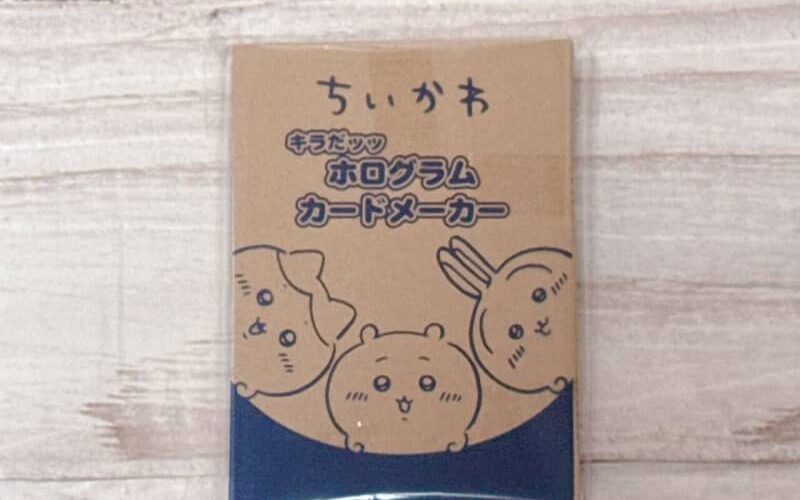 ちいかわ
キラだッッ
ホログラム
カードメーカー